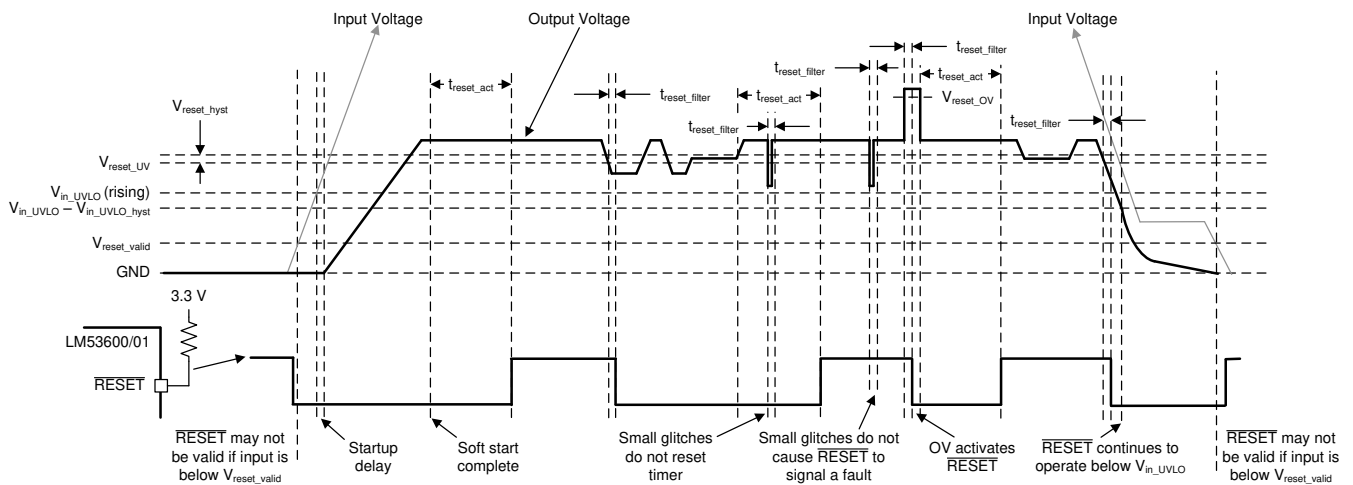 Input Voltage
Output Voltage
Input Voltage
t_reset_filter
t_reset_filter
t_reset_act
t_reset_act
V_reset_OV
V_reset_hyst
t_reset_filter
t_reset_act
t_reset_filter
t_reset_filter
V_reset_UV
V_in_UVLO (rising)
V_in_UVLO – V_in_UVLO_hyst
V_reset_valid
GND
3.3 V
LM53600/01
RESET
RESET may not
be valid if input is
below V_reset_valid
Startup
delay
Soft start
complete
Small glitches
do not reset
timer
Small glitches do not
cause RESET to
signal a fault
OV activates
RESET
RESET continues to
operate below V_in_UVLO
RESET may not
be valid if input is
below V_reset_valid